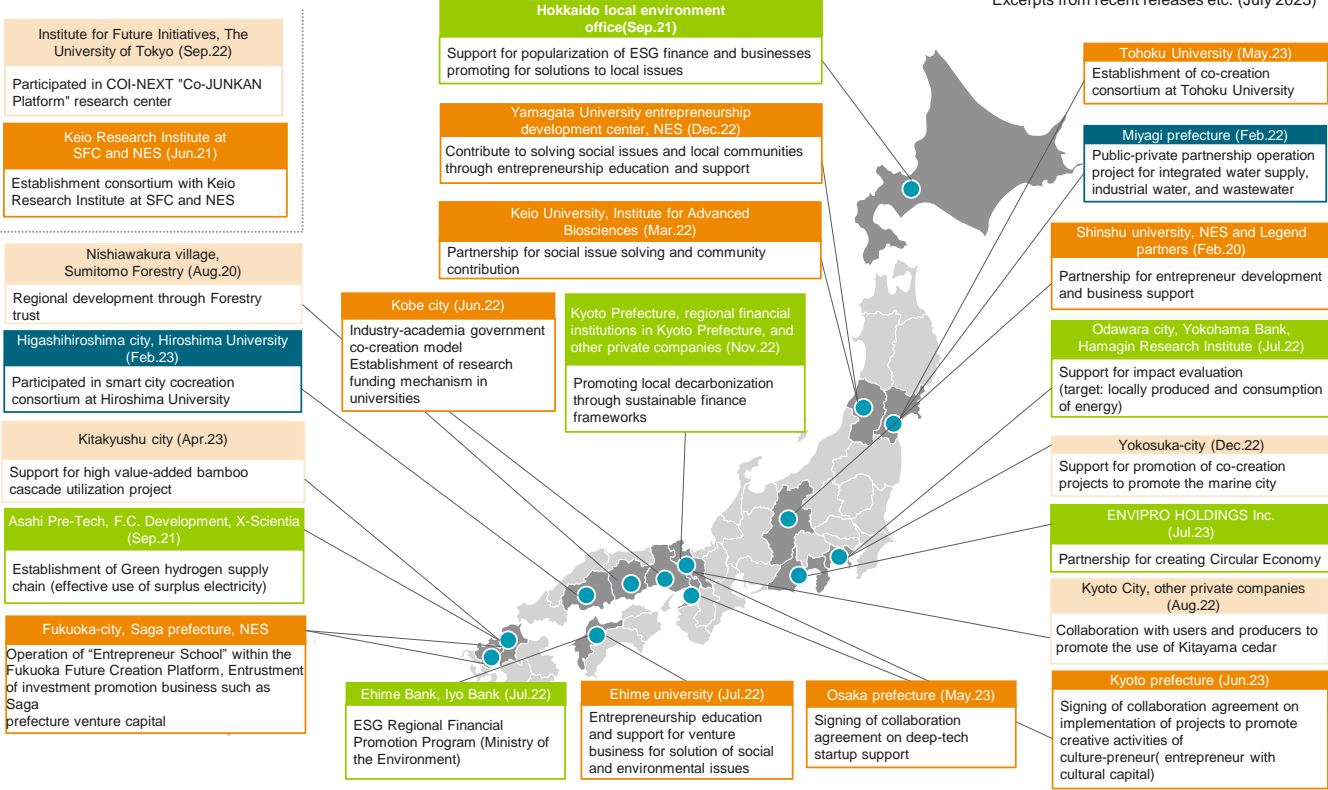 Excerpts from recent releases etc. (July 2023)
Institute for Future Initiatives, The
University of Tokyo (Sep.22)
Participated in COI-NEXT "Co-JUNKAN
Platform" research center
Keio Research Institute at
SFC and NES (Jun.21)
Establishment consortium with Keio
Research Institute at SFC and NES
Nishiawakura village,
Sumitomo Forestry (Aug.20)
Regional development through Forestry
trust
Higashihiroshima city, Hiroshima University
(Feb.23)
Participated in smart city cocreation
consortium at Hiroshima University
Kitakyushu city (Apr.23)
Support for high value-added bamboo
cascade utilization project
Asahi Pre-Tech, F.C. Development, X-Scientia
(Sep.21)
Establishment of Green hydrogen supply
chain (effective use of surplus electricity)
Fukuoka-city, Saga prefecture, NES
Operation of “Entrepreneur School” within the
Fukuoka Future Creation Platform, Entrustment
of investment promotion business such as
Saga
prefecture venture capital
Hokkaido local environment
office(Sep.21)
Support for popularization of ESG finance and businesses
promoting for solutions to local issues
Yamagata University entrepreneurship
development center, NES (Dec.22)
Contribute to solving social issues and local communities
through entrepreneurship education and support
Keio University, Institute for Advanced
Biosciences (Mar.22)
Partnership for social issue solving and community
contribution
Kobe city (Jun.22)
Industry-academia government
co-creation model
Establishment of research
funding mechanism in
universities
Kyoto Prefecture, regional financial
institutions in Kyoto Prefecture, and
other private companies (Nov.22)
Promoting local decarbonization
through sustainable finance
frameworks
Ehime Bank, Iyo Bank (Jul.22)
ESG Regional Financial
Promotion Program (Ministry of
the Environment)
Ehime university (Jul.22)
Entrepreneurship education
and support for venture
business for solution of social
and environmental issues
Osaka prefecture (May.23)
Signing of collaboration
agreement on deep-tech
startup support
Tohoku University (May.23)
Establishment of co-creation
consortium at Tohoku University
Miyagi prefecture (Feb.22)
Public-private partnership operation
project for integrated water supply,
industrial water, and wastewater
Shinshu university, NES and Legend
partners (Feb.20)
Partnership for entrepreneur development
and business support
Odawara city, Yokohama Bank,
Hamagin Research Institute (Jul.22)
Support for impact evaluation
(target: locally produced and consumption
of energy)
Yokosuka-city (Dec.22)
Support for promotion of co-creation
projects to promote the marine city
ENVIPRO HOLDINGS Inc.
(Jul.23)
Partnership for creating Circular Economy
Kyoto City, other private companies
(Aug.22)
Collaboration with users and producers to
promote the use of Kitayama cedar
Kyoto prefecture (Jun.23)
Signing of collaboration agreement on
implementation of projects to promote
creative activities of
culture-preneur( entrepreneur with
cultural capital)